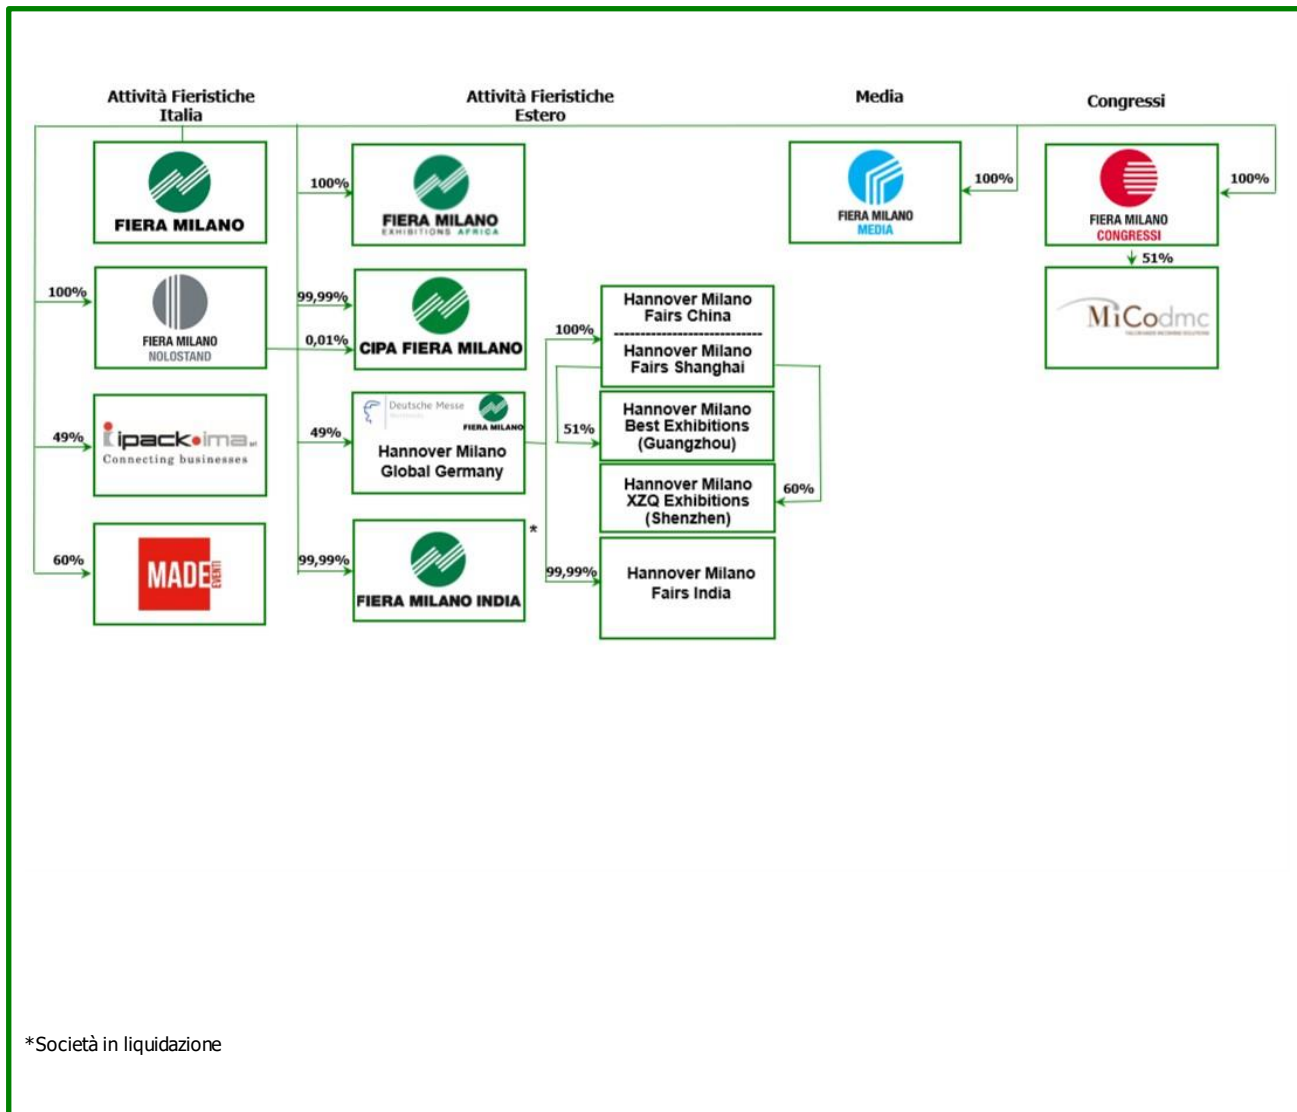 Attività Fieristiche
Italia
Attività Fieristiche
Estero
Media
Congressi
FIERA MILANO
100%
FIERA MILANO
EXHIBITIONS AFRICA
FIERA MILANO
MEDIA
100%
FIERA MILANO
CONGRESSI
100%
51%
100%
FIERA MILANO
NOLOSTAND
99,99%
0,01%
CIPA FIERA MILANO
100%
Hannover Milano
Fairs China
----------------------------
Hannover Milano
Fairs Shanghai
MiCodmc
49%
ipack•ima srl
Connecting businesses
49%
Deutsche Messe
FIERA MILANO
Hannover Milano
Global Germany
51%
Hannover Milano
Best Exhibitions
(Guangzhou)
Hannover Milano
XZQ Exhibitions
(Shenzhen)
60%
60%
MADE
EVENTI
99,99%
FIERA MILANO INDIA
*
99,99%
Hannover Milano
Fairs India
*Società in liquidazione